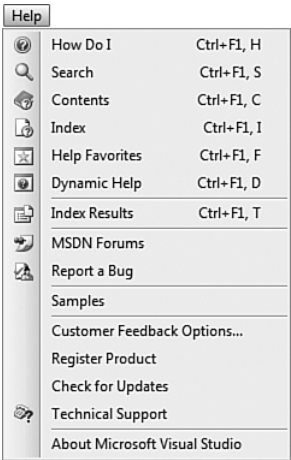 Help
How Do I Ctrl+F1, H
Search Ctrl+F1, S
Contents Ctrl+F1, C
Index Ctrl+F1, I
Help Favorites Ctrl+F1, F
Dynamic Help Ctrl+F1, D
Index Results Ctrl+F1, T
MSDN Forums
Report a Bug
Samples
Customer Feedback Options...
Register Product
Check for Updates
Technical Support
About Microsoft Visual Studio